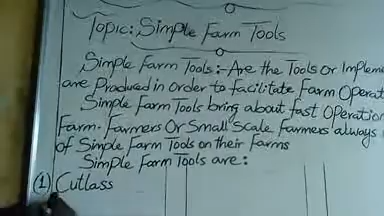 Topic: Simple Farm Tools
Simple Farm Tools:- Are the Tools or Impleme
are Produced in order to facilitate Farm Operat
Simple Farm Tools bring about fast Operation
Farm. Farmers Or Small Scale Farmers always
of Simple Farm Tools on their Farms
Simple Farm Tools are:
(1) Cutlass